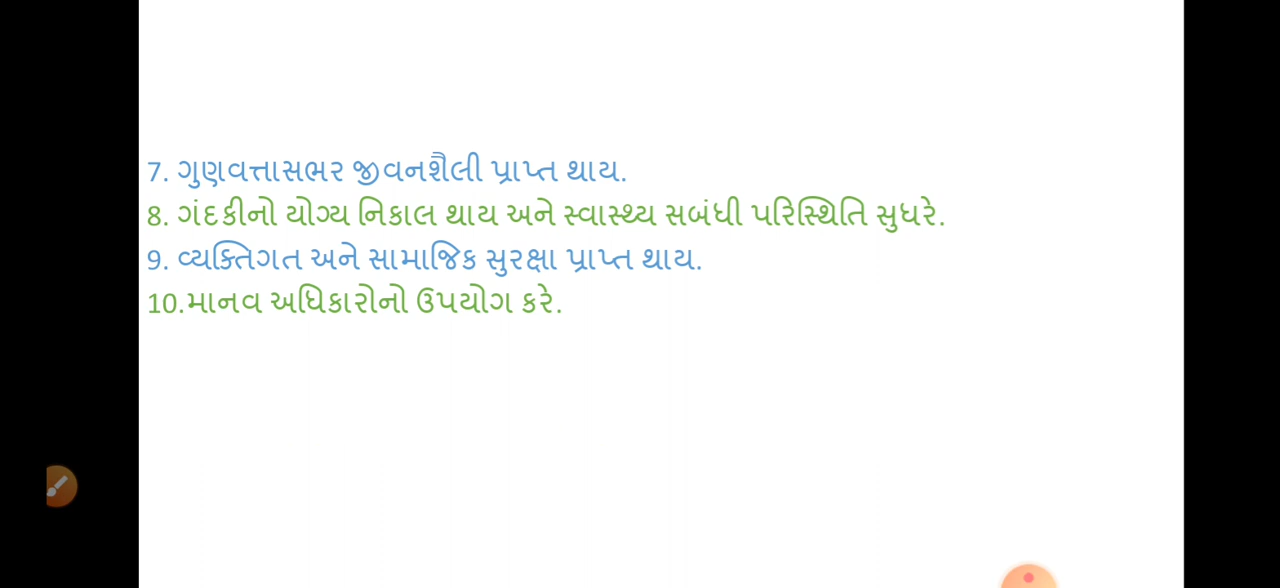 7. ગુણવત્તાસભર જીવનશૈલી પ્રાપ્ત થાય.
8. ગંદકીનો યોગ્ય નિકાલ થાય અને સ્વાસ્થ્ય સબંધી પરિસ્થિતિ સુધરે.
9. વ્યક્તિગત અને સામાજિક સુરક્ષા પ્રાપ્ત થાય.
10.માનવ અધિકારોનો ઉપયોગ કરે.